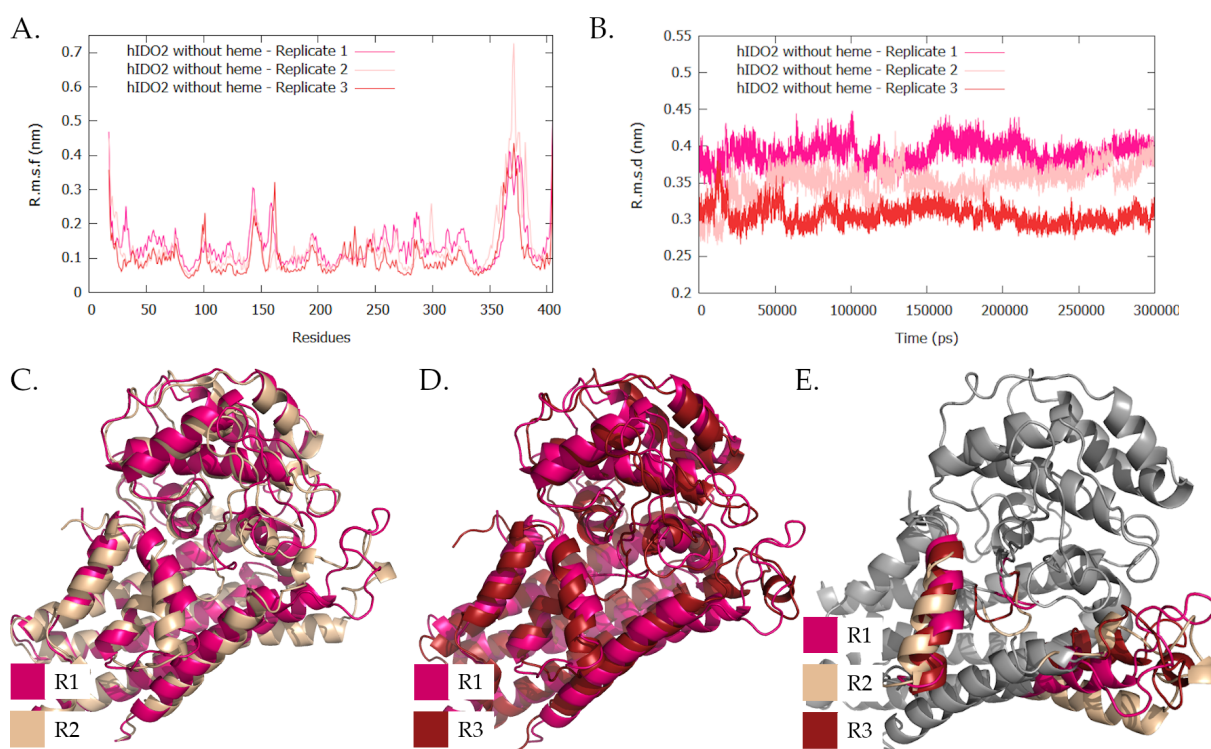 A.
R.m.s.f (nm)
0.7
0.6
0.5
0.4
0.3
0.2
0.1
0
hIDO2 without heme - Replicate 1
hIDO2 without heme - Replicate 2
hIDO2 without heme - Replicate 3
0 50 100 150 200 250 300 350 400
Residues
B.
R.m.s.d (nm)
0.55
0.5
0.45
0.4
0.35
0.3
0.25
0.2
hIDO2 without heme - Replicate 1
hIDO2 without heme - Replicate 2
hIDO2 without heme - Replicate 3
0 50000 100000 150000 200000 250000 300000
Time (ps)
C.
R1
R2
D.
R1
R3
E.
R1
R2
R3